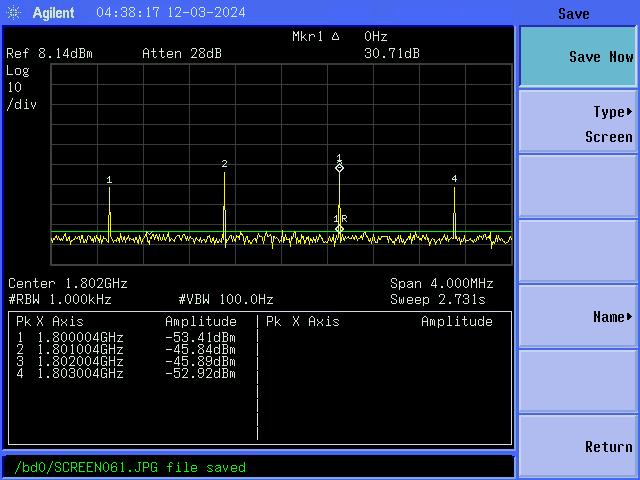 Agilent 04:38:17 12-03-2024
Save
Mkr1 Δ 0Hz
Ref 8.14dBm Atten 28dB 30.71dB
Save Now
Log
10
/div
Type
Screen
1
2
1
4
1R
Center 1.802GHz Span 4.000MHz
#RBW 1.000kHz #VBW 100.0Hz Sweep 2.731s
Pk X Axis Amplitude Pk X Axis Amplitude
Name
1 1.800004GHz -53.41dBm
2 1.801004GHz -45.84dBm
3 1.802004GHz -45.89dBm
4 1.803004GHz -52.92dBm
Return
/bd0/SCREEN061.JPG file saved